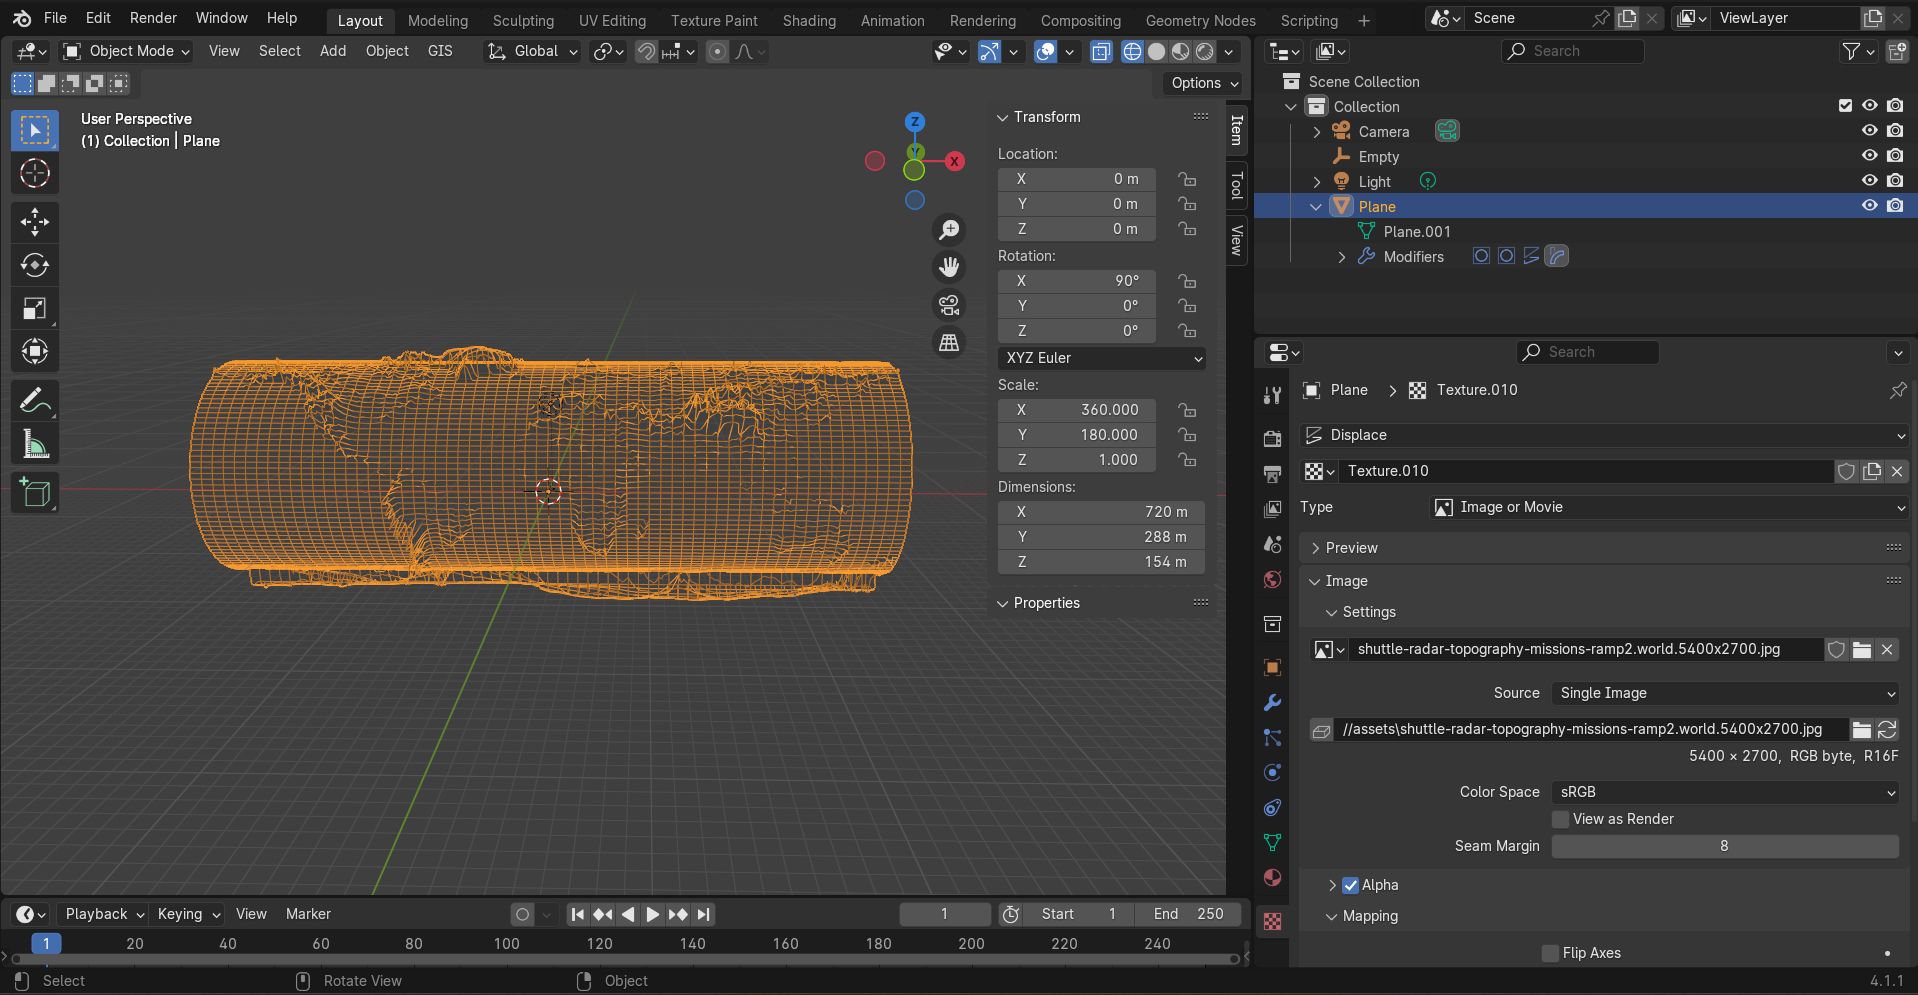 File Edit Render Window Help Layout Modeling Sculpting UV Editing Texture Paint Shading Animation Rendering Compositing Geometry Nodes Scripting + Scene ViewLayer
Object Mode View Select Add Object GIS Global
Options
User Perspective
(1) Collection | Plane
Z
Y
X
Transform
Location:
X 0 m
Y 0 m
Z 0 m
Rotation:
X 90°
Y 0°
Z 0°
XYZ Euler
Scale:
X 360.000
Y 180.000
Z 1.000
Dimensions:
X 720 m
Y 288 m
Z 154 m
Properties
Item
Tool
View
Search
Scene Collection
Collection
Camera
Empty
Light
Plane
Plane.001
Modifiers
Search
Plane > Texture.010
Displace
Texture.010
Type Image or Movie
Preview
Image
Settings
shuttle-radar-topography-missions-ramp2.world.5400x2700.jpg
Source Single Image
//assets\shuttle-radar-topography-missions-ramp2.world.5400x2700.jpg
5400 × 2700, RGB byte, R16F
Color Space sRGB
View as Render
Seam Margin 8
Alpha
Mapping
Flip Axes
Playback Keying View Marker 1 Start 1 End 250
1 20 40 60 80 100 120 140 160 180 200 220 240
Select Rotate View Object 4.1.1